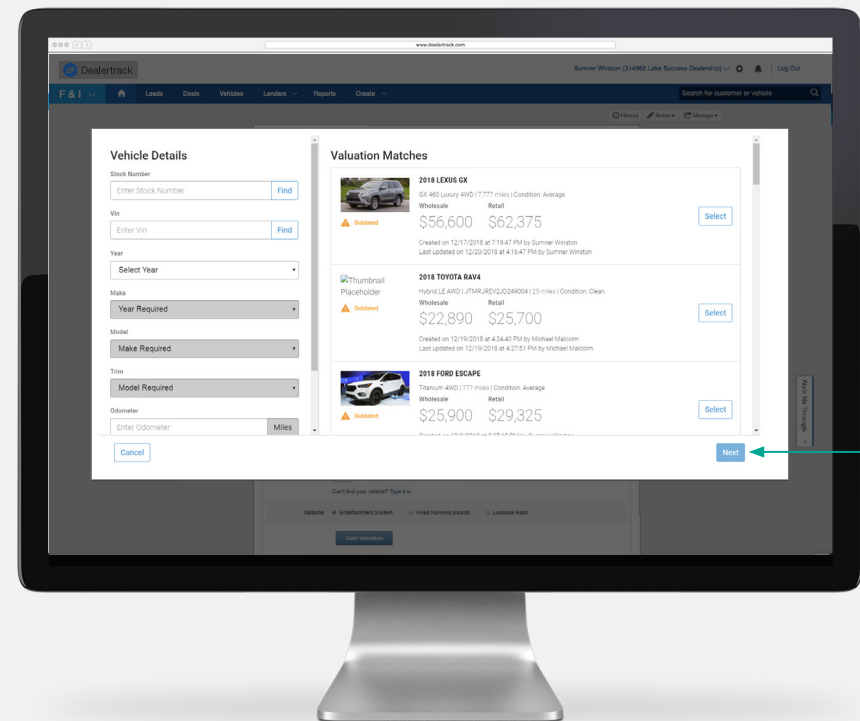 www.dealertrack.com
Dealertrack
Sumner Winston (314982 Lake Success Dealership)
Log Out
F & I
Leads
Deals
Vehicles
Lenders
Reports
Create
Search for customer or vehicle
History
Notes
Manage
Vehicle Details
Stock Number
Enter Stock Number
Find
Vin
Enter Vin
Find
Year
Select Year
Make
Year Required
Model
Make Required
Trim
Model Required
Odometer
Enter Odometer
Miles
Valuation Matches
2018 LEXUS GX
GX 460 Luxury 4WD | 7,777 miles | Condition: Average
Wholesale
Retail
Outdated
$56,600
$62,375
Created on 12/17/2018 at 7:19:47 PM by Sumner Winston
Last updated on 12/20/2018 at 4:16:47 PM by Sumner Winston
Select
Thumbnail
Placeholder
2018 TOYOTA RAV4
Hybrid LE AWD | JTMRJREV2JD249004 | 25 miles | Condition: Clean
Wholesale
Retail
Outdated
$22,890
$25,700
Created on 12/19/2018 at 4:24:40 PM by Michael Malcolm
Last updated on 12/19/2018 at 4:27:51 PM by Michael Malcolm
Select
2018 FORD ESCAPE
Titanium 4WD | 777 miles | Condition: Average
Wholesale
Retail
Outdated
$25,900
$29,325
Select
Cancel
Next
Walk Me Through
Can't find your vehicle? Type it in
Options
Entertainment System
Fixed Running Boards
Luggage Rack
Start Valuation